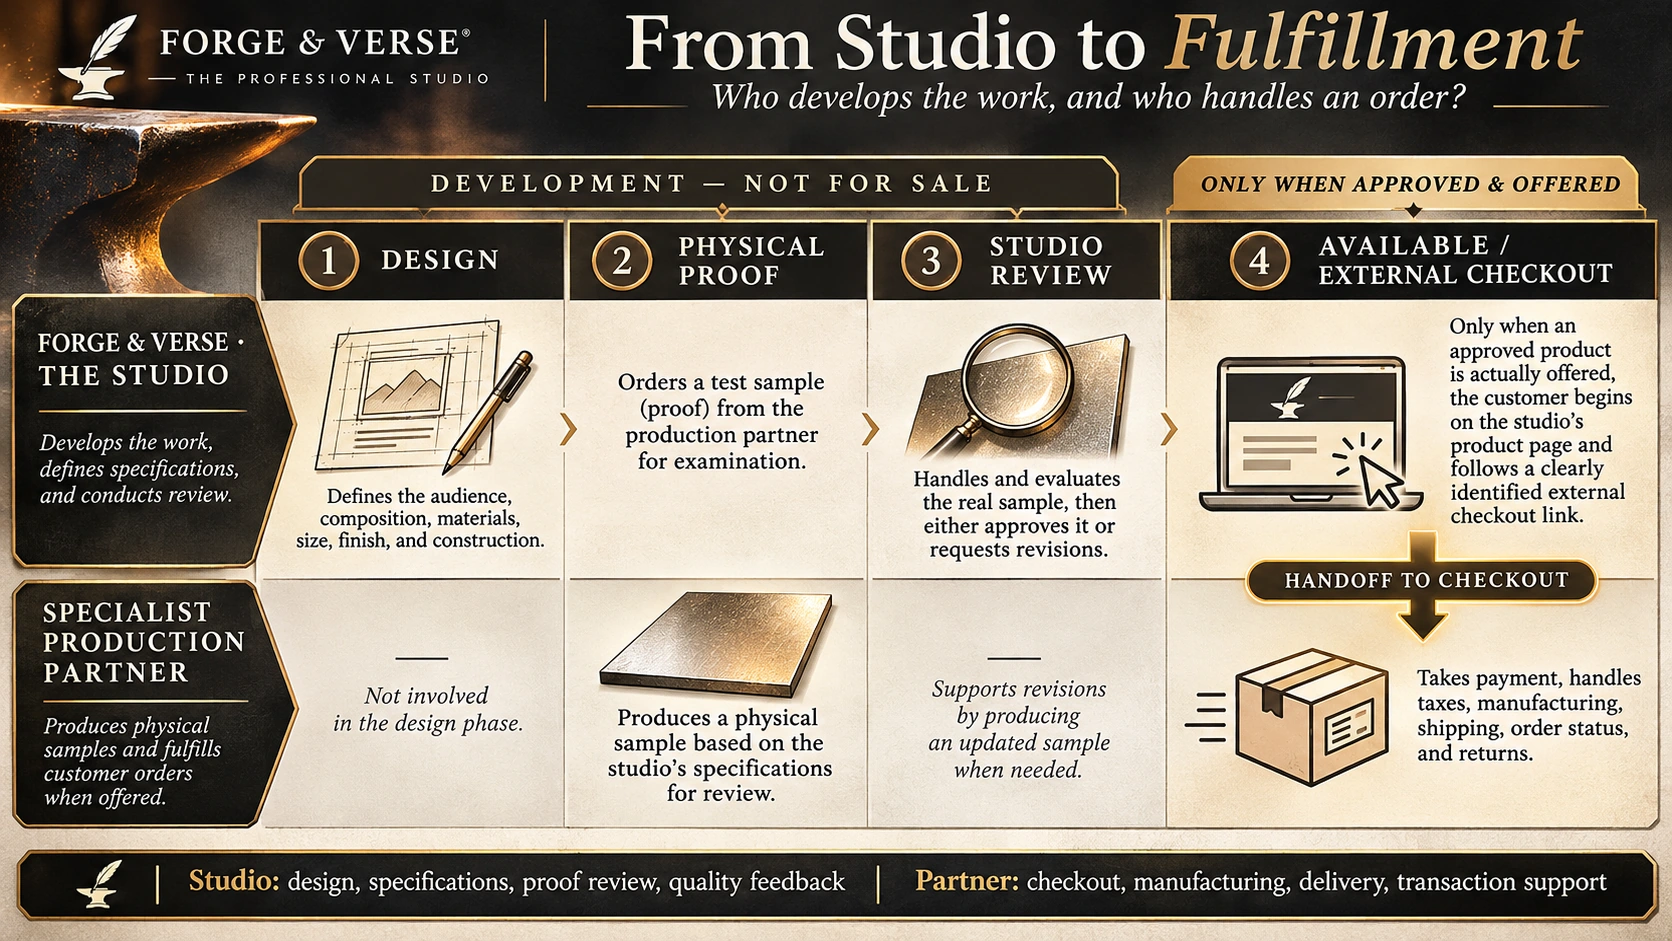 FORGE & VERSE®
THE PROFESSIONAL STUDIO
From Studio to Fulfillment
Who develops the work, and who handles an order?
DEVELOPMENT — NOT FOR SALE
ONLY WHEN APPROVED & OFFERED
1 DESIGN
2 PHYSICAL
PROOF
3 STUDIO
REVIEW
4 AVAILABLE /
EXTERNAL CHECKOUT
FORGE & VERSE ·
THE STUDIO
Develops the work,
defines specifications,
and conducts review.
Defines the audience,
composition, materials,
size, finish, and construction.
Orders a test sample
(proof) from the
production partner
for examination.
Handles and evaluates
the real sample, then
either approves it or
requests revisions.
Only when an
approved product
is actually offered,
the customer begins
on the studio's
product page and
follows a clearly
identified external
checkout link.
HANDOFF TO CHECKOUT
SPECIALIST
PRODUCTION
PARTNER
Produces physical
samples and fulfills
customer orders
when offered.
Not involved
in the design phase.
Produces a physical
sample based on the
studio's specifications
for review.
Supports revisions
by producing
an updated sample
when needed.
Takes payment, handles
taxes, manufacturing,
shipping, order status,
and returns.
Studio: design, specifications, proof review, quality feedback
Partner: checkout, manufacturing, delivery, transaction support